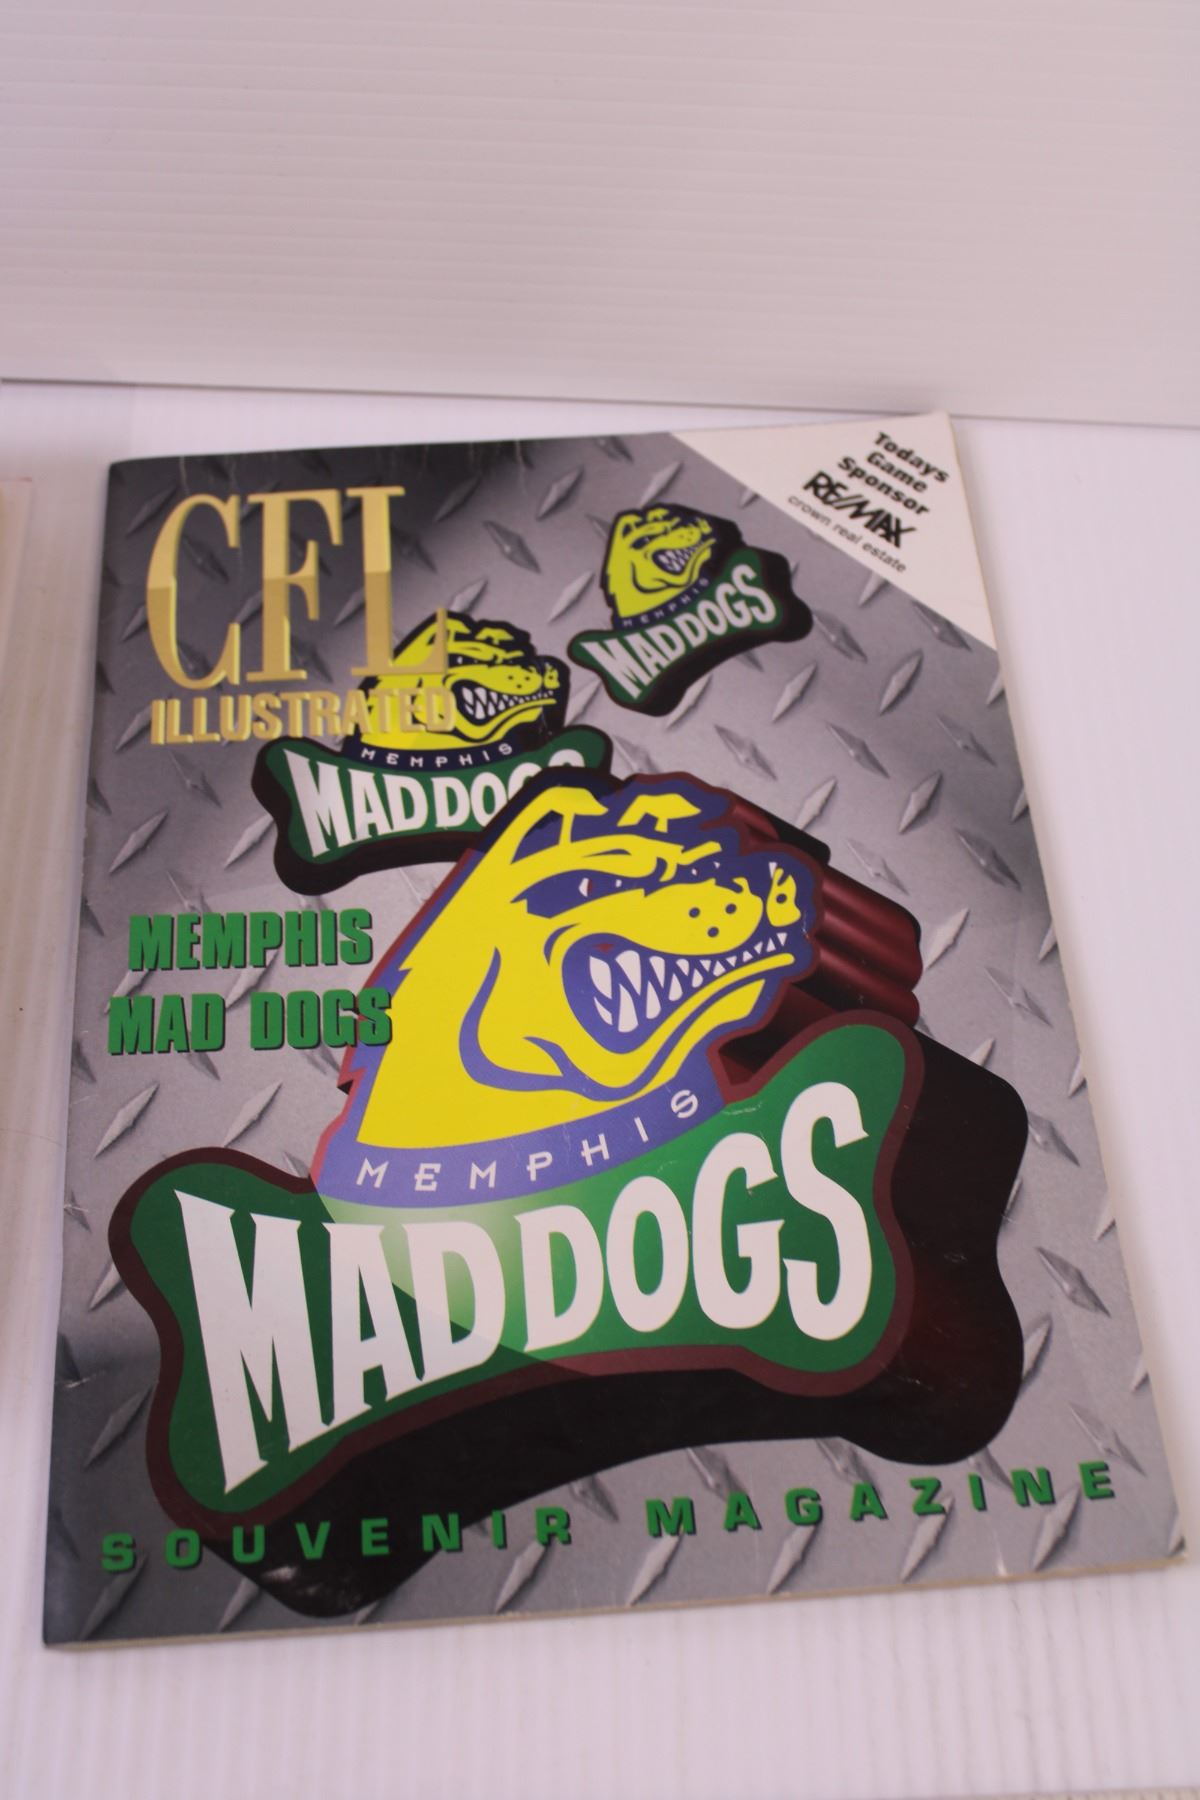 Todays
Game
Sponsor
RE/MAX
crown real estate
CFL
ILLUSTRATED
MEMPHIS
MAD DOGS
MEMPHIS
MAD DO
MEMPHIS
MAD DOGS
MEMPHIS
MAD DOGS
SOUVENIR MAGAZINE